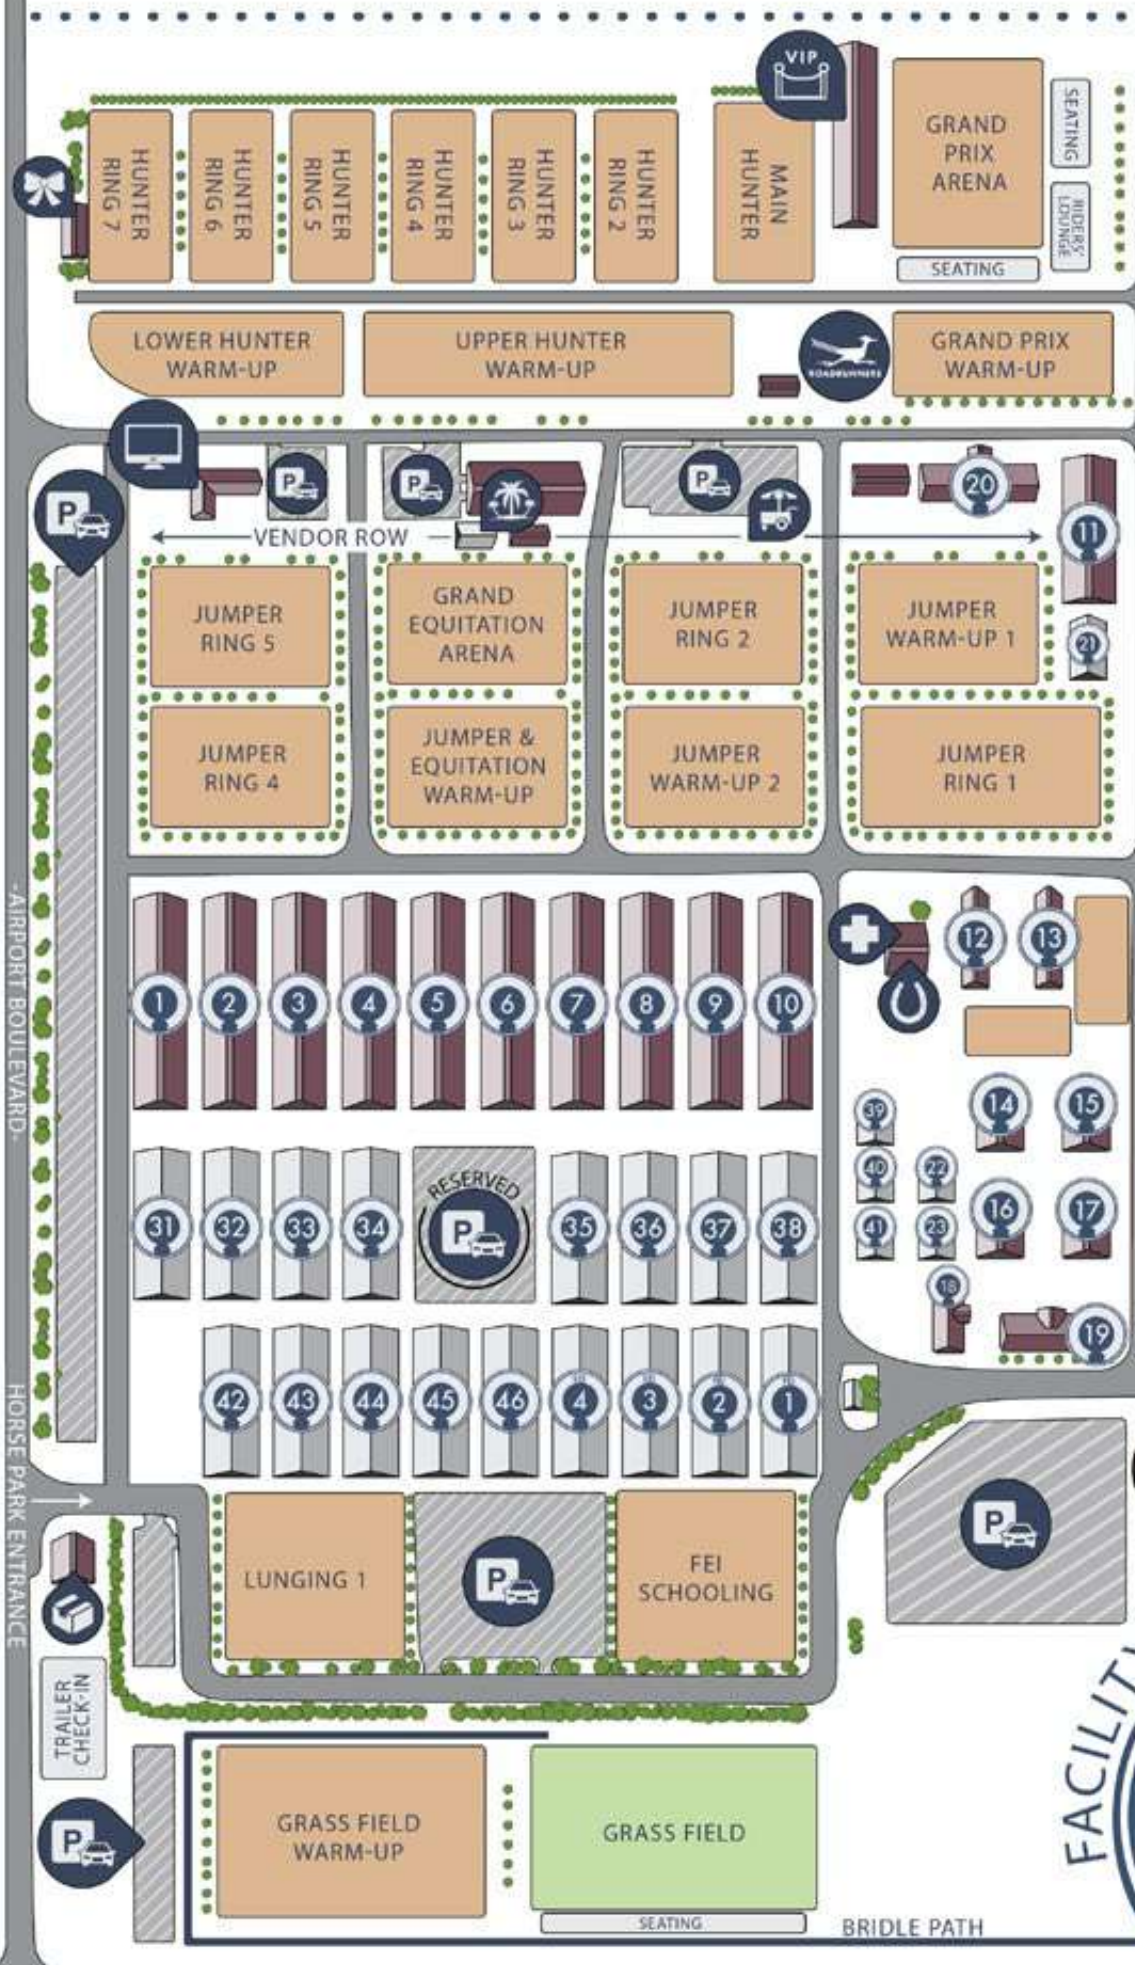 VIP
GRAND
PRIX
ARENA
SEATING
RIDERS'
LOUNGE
SEATING
HUNTER
RING 7
HUNTER
RING 6
HUNTER
RING 5
HUNTER
RING 4
HUNTER
RING 3
HUNTER
RING 2
MAIN
HUNTER
LOWER HUNTER
WARM-UP
UPPER HUNTER
WARM-UP
ROADRUNNERS
GRAND PRIX
WARM-UP
P
P
P
P
20
11
VENDOR ROW
JUMPER
RING 5
GRAND
EQUITATION
ARENA
JUMPER
RING 2
JUMPER
WARM-UP 1
21
JUMPER
RING 4
JUMPER &
EQUITATION
WARM-UP
JUMPER
WARM-UP 2
JUMPER
RING 1
-AIRPORT BOULEVARD-
1
2
3
4
5
6
7
8
9
10
12
13
39
14
15
40
22
31
32
33
34
RESERVED
P
35
36
37
38
41
23
16
17
18
19
42
43
44
45
46
FEI
4
FEI
3
FEI
2
FEI
1
HORSE PARK ENTRANCE
LUNGING 1
P
FEI
SCHOOLING
P
TRAILER
CHECK-IN
P
GRASS FIELD
WARM-UP
GRASS FIELD
SEATING
BRIDLE PATH